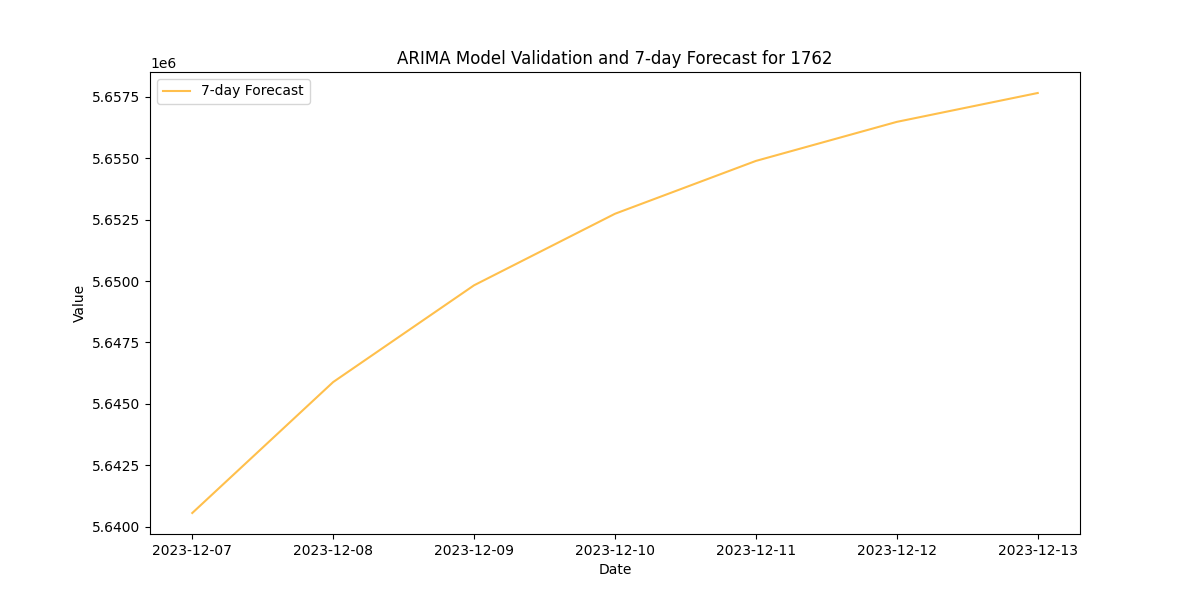 ARIMA Model Validation and 7-day Forecast for 1762
1e6
7-day Forecast
5.6575
5.6550
5.6525
5.6500
5.6475
5.6450
5.6425
5.6400
Value
2023-12-07 2023-12-08 2023-12-09 2023-12-10 2023-12-11 2023-12-12 2023-12-13
Date